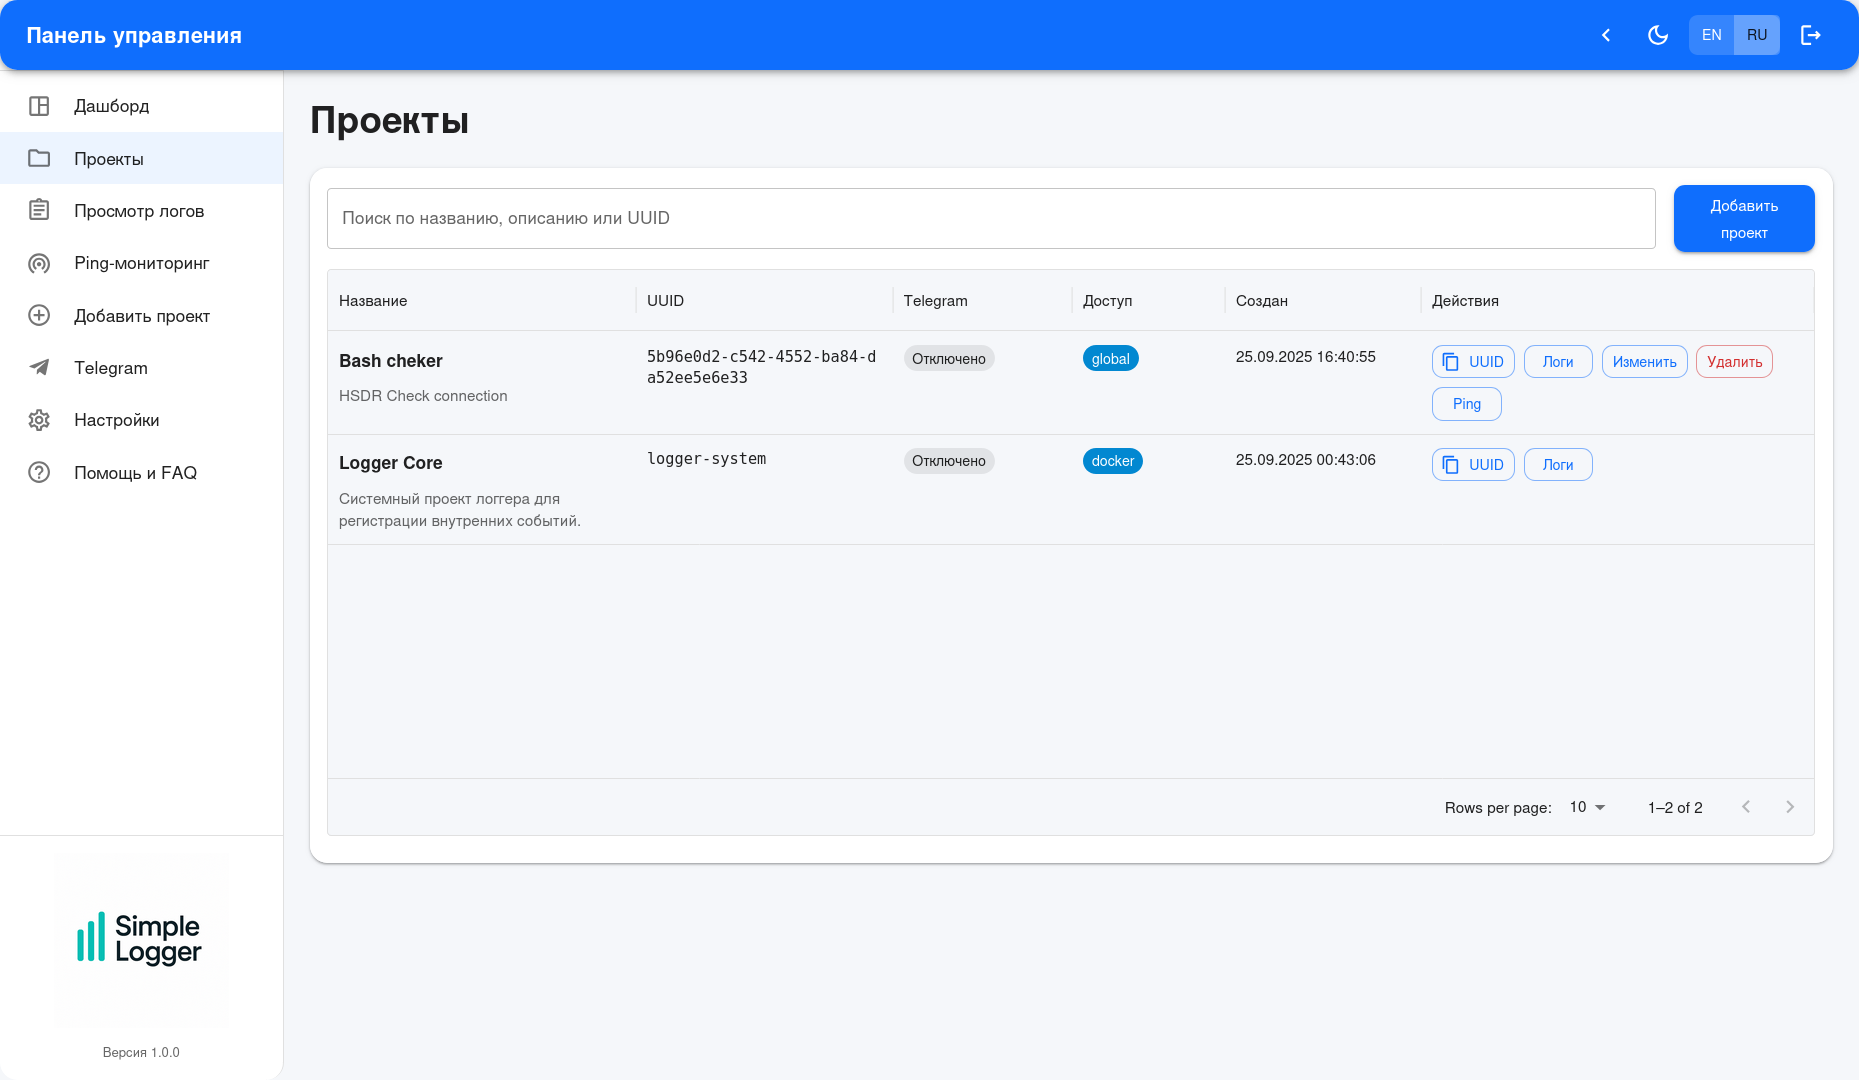 Панель управления
EN
RU
Дашборд
Проекты
Просмотр логов
Ping-мониторинг
Добавить проект
Telegram
Настройки
Помощь и FAQ
Simple
Logger
Версия 1.0.0
Проекты
Поиск по названию, описанию или UUID
Добавить
проект
Название
UUID
Telegram
Доступ
Создан
Действия
Bash cheker
HSDR Check connection
5b96e0d2-c542-4552-ba84-d
a52ee5e6e33
Отключено
global
25.09.2025 16:40:55
UUID
Логи
Изменить
Удалить
Ping
Logger Core
Системный проект логгера для
регистрации внутренних событий.
logger-system
Отключено
docker
25.09.2025 00:43:06
UUID
Логи
Rows per page:
10
1–2 of 2